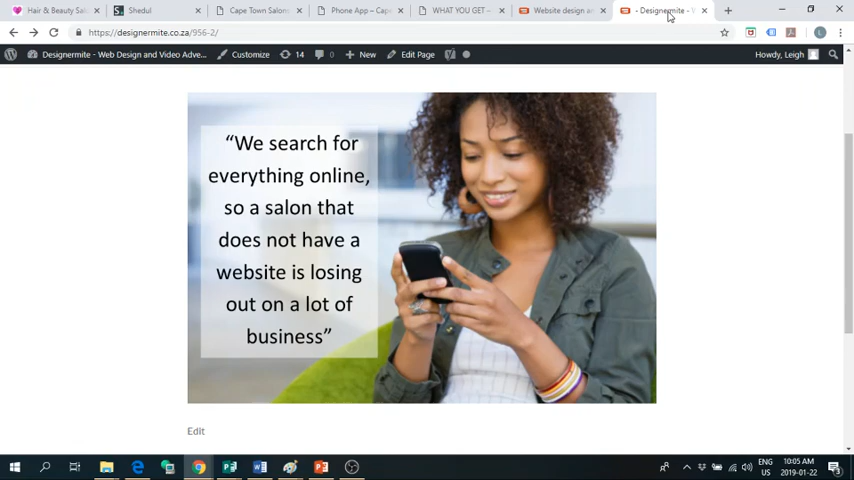 Hair & Beauty Sa
Shedul
Cape Town Salon
Phone App – C
WHAT YOU GET –
Website design an
- Designermite -
https://designermite.co.za/956-2/
Designermite - Web Design and Video Adve...
Customize
14
0
New
Edit Page
Howdy, Leigh
“We search for
everything online,
so a salon that
does not have a
website is losing
out on a lot of
business”
Edit
ENG
US
10:05 AM
2019-01-22
3